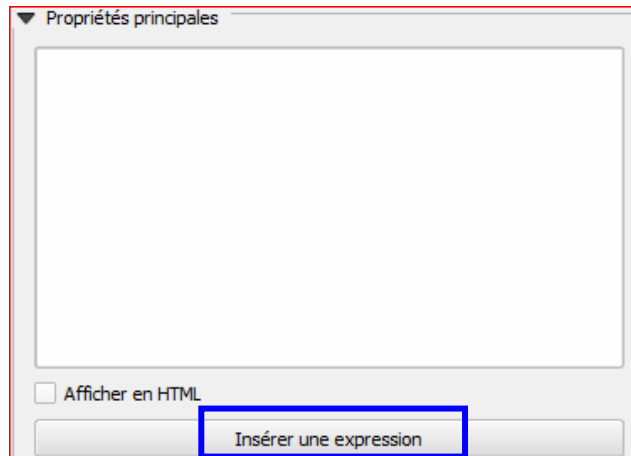 Propriétés principales
Afficher en HTML
Insérer une expression